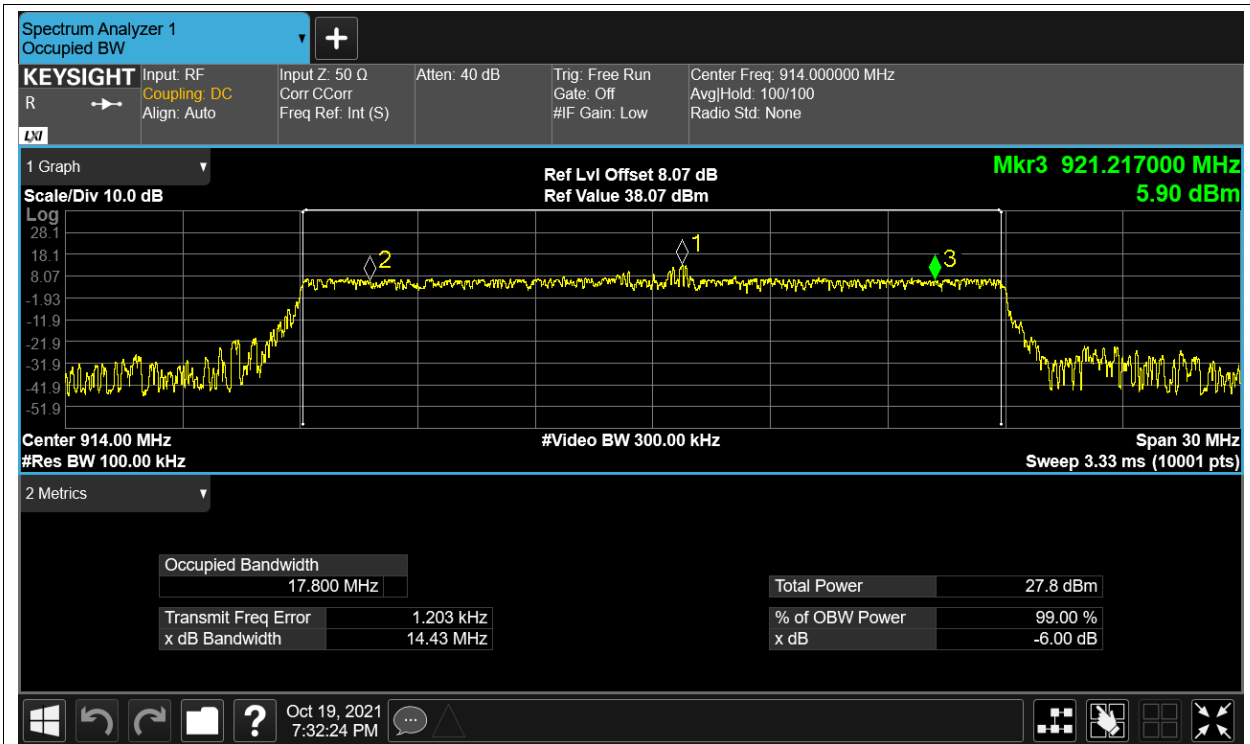 Spectrum Analyzer 1
Occupied BW
KEYSIGHT
R
LXI
Input: RF
Coupling: DC
Align: Auto
Input Z: 50 Ω
Corr CCorr
Freq Ref: Int (S)
Atten: 40 dB
Trig: Free Run
Gate: Off
#IF Gain: Low
Center Freq: 914.000000 MHz
Avg|Hold: 100/100
Radio Std: None
1 Graph
Scale/Div 10.0 dB
Ref Lvl Offset 8.07 dB
Ref Value 38.07 dBm
Mkr3 921.217000 MHz
5.90 dBm
Log
28.1
18.1
8.07
-1.93
-11.9
-21.9
-31.9
-41.9
-51.9
2
1
3
Center 914.00 MHz
#Res BW 100.00 kHz
#Video BW 300.00 kHz
Span 30 MHz
Sweep 3.33 ms (10001 pts)
2 Metrics
Occupied Bandwidth
17.800 MHz
Transmit Freq Error 1.203 kHz
x dB Bandwidth 14.43 MHz
Total Power 27.8 dBm
% of OBW Power 99.00 %
x dB -6.00 dB
?
Oct 19, 2021
7:32:24 PM